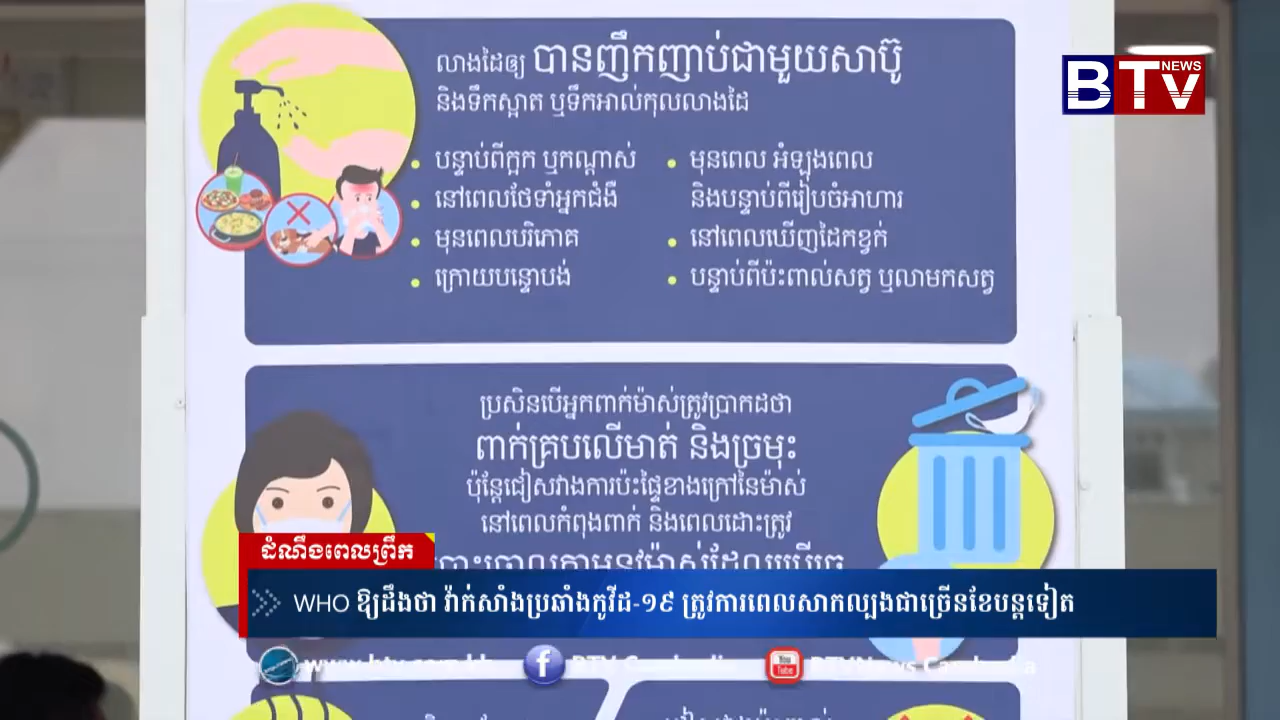 BTV NEWS
លាងដៃឲ្យ បានញឹកញាប់ជាមួយសាប៊ូ
និងទឹកស្អាត ឬទឹកអាល់កុលលាងដៃ
បន្ទាប់ពីក្អក ឬកណ្តាស់
នៅពេលថែទាំអ្នកជំងឺ
មុនពេលបរិភោគ
ក្រោយបន្ទោបង់
មុនពេល អំឡុងពេល
និងបន្ទាប់ពីរៀបចំអាហារ
នៅពេលឃើញដៃកខ្វក់
បន្ទាប់ពីប៉ះពាល់សត្វ ឬលាមកសត្វ
ប្រសិនបើអ្នកពាក់ម៉ាស់ត្រូវប្រាកដថា
ពាក់គ្របលើមាត់ និងច្រមុះ
ប៉ុន្តែជៀសវាងការប៉ះផ្ទៃខាងក្រៅនៃម៉ាស់
នៅពេលកំពុងពាក់ និងពេលដោះត្រូវ
ដំណឹងពេលព្រឹក
WHO ឱ្យដឹងថា វ៉ាក់សាំងប្រឆាំងកូវីដ-១៩ ត្រូវការពេលសាកល្បងជាច្រើនខែបន្តទៀត
www.btv.com.kh
BTV Cambodia
You Tube
BTVNews Cambodia